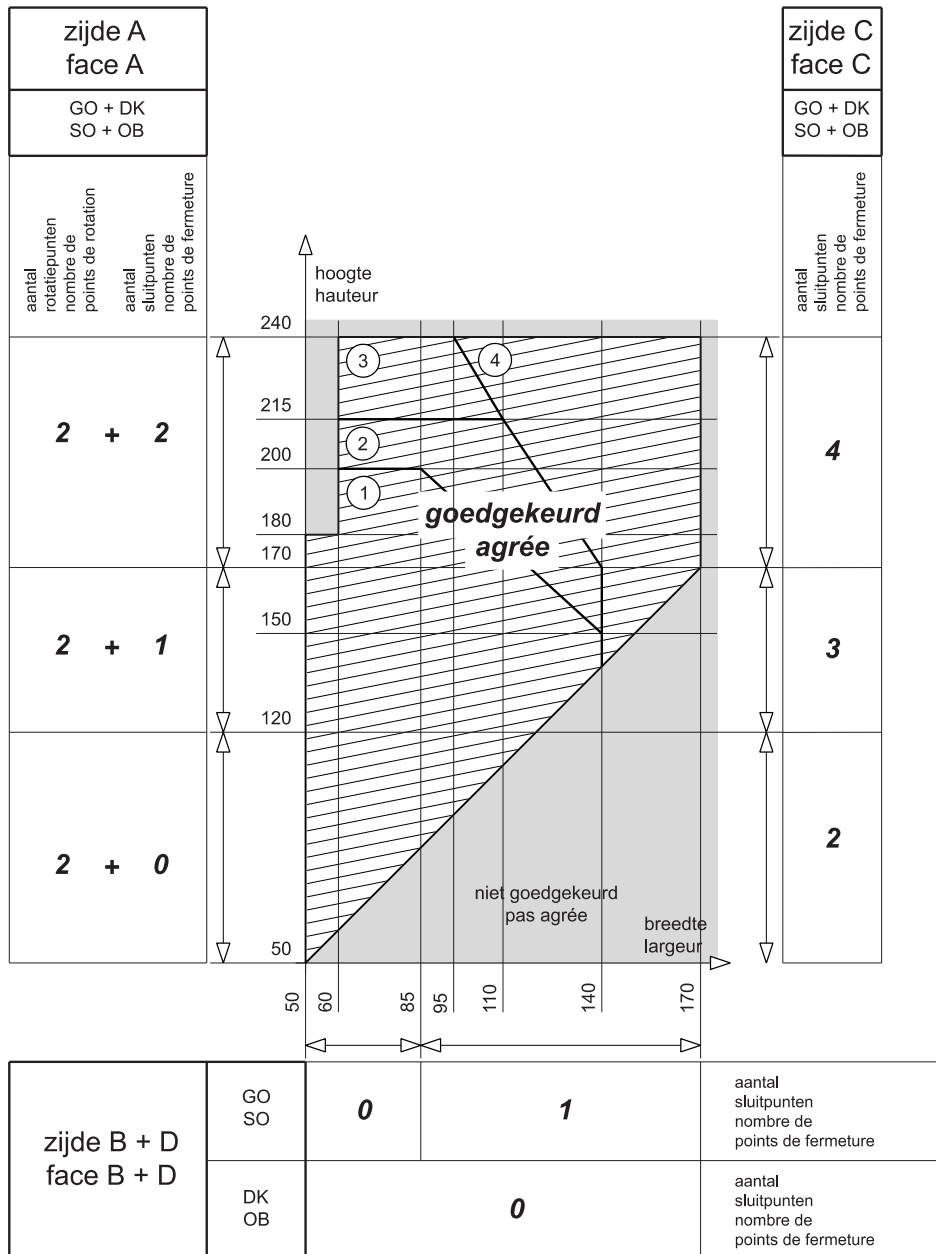 zijde A
face A
GO + DK
SO + OB
aantal
rotatiepunten
nombre de
points de rotation
aantal
sluitpunten
nombre de
points de fermeture
zijde C
face C
GO + DK
SO + OB
aantal
sluitpunten
nombre de
points de fermeture
hoogte
hauteur
240
215
200
180
170
150
120
50
3
4
2
1
goedgekeurd
agrée
2 + 2
2 + 1
2 + 0
4
3
2
niet goedgekeurd
pas agrée
breedte
largeur
50
60
85
95
110
140
170
zijde B + D
face B + D
GO
SO
0
1
aantal
sluitpunten
nombre de
points de fermeture
DK
OB
0
aantal
sluitpunten
nombre de
points de fermeture